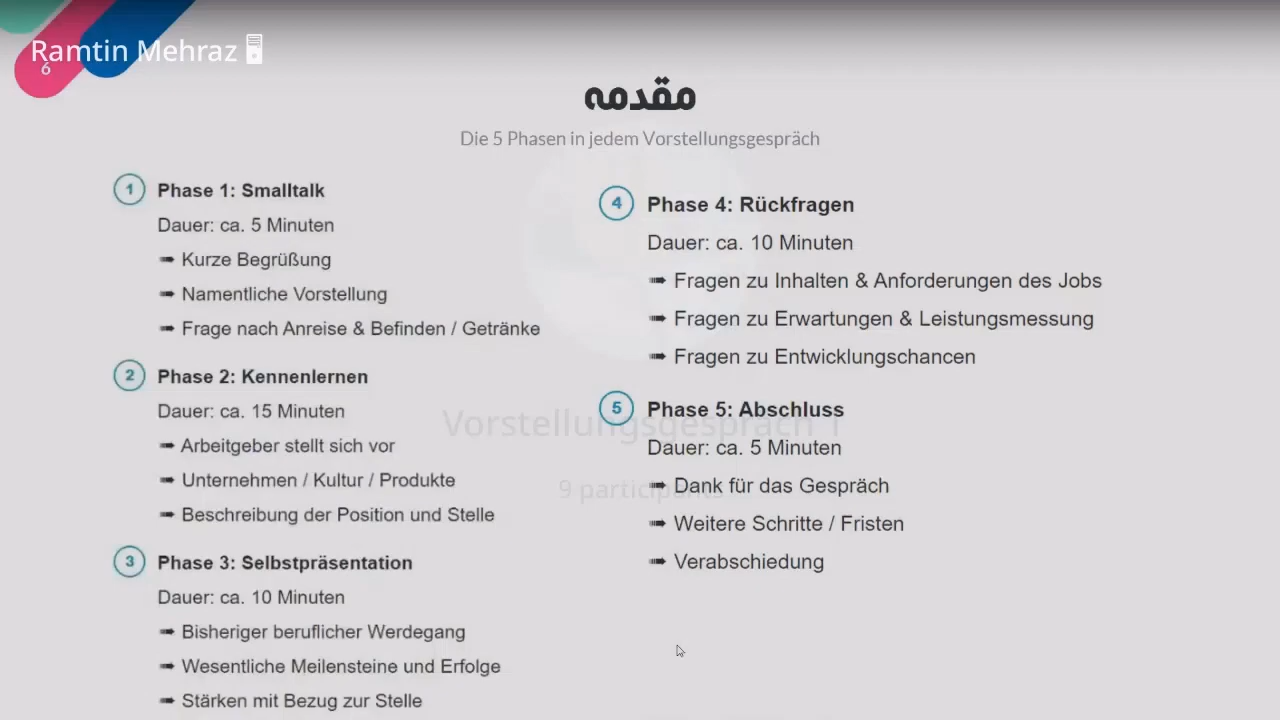 Ramtin Mehraz
6
مقدمه
Die 5 Phasen in jedem Vorstellungsgespräch
1 Phase 1: Smalltalk
Dauer: ca. 5 Minuten
➠ Kurze Begrüßung
➠ Namentliche Vorstellung
➠ Frage nach Anreise & Befinden / Getränke
2 Phase 2: Kennenlernen
Dauer: ca. 15 Minuten
➠ Arbeitgeber stellt sich vor
➠ Unternehmen / Kultur / Produkte
➠ Beschreibung der Position und Stelle
3 Phase 3: Selbstpräsentation
Dauer: ca. 10 Minuten
➠ Bisheriger beruflicher Werdegang
➠ Wesentliche Meilensteine und Erfolge
➠ Stärken mit Bezug zur Stelle
4 Phase 4: Rückfragen
Dauer: ca. 10 Minuten
➠ Fragen zu Inhalten & Anforderungen des Jobs
➠ Fragen zu Erwartungen & Leistungsmessung
➠ Fragen zu Entwicklungschancen
5 Phase 5: Abschluss
Dauer: ca. 5 Minuten
➠ Dank für das Gespräch
➠ Weitere Schritte / Fristen
➠ Verabschiedung
Vorstellungsgespräch 1
9 participants